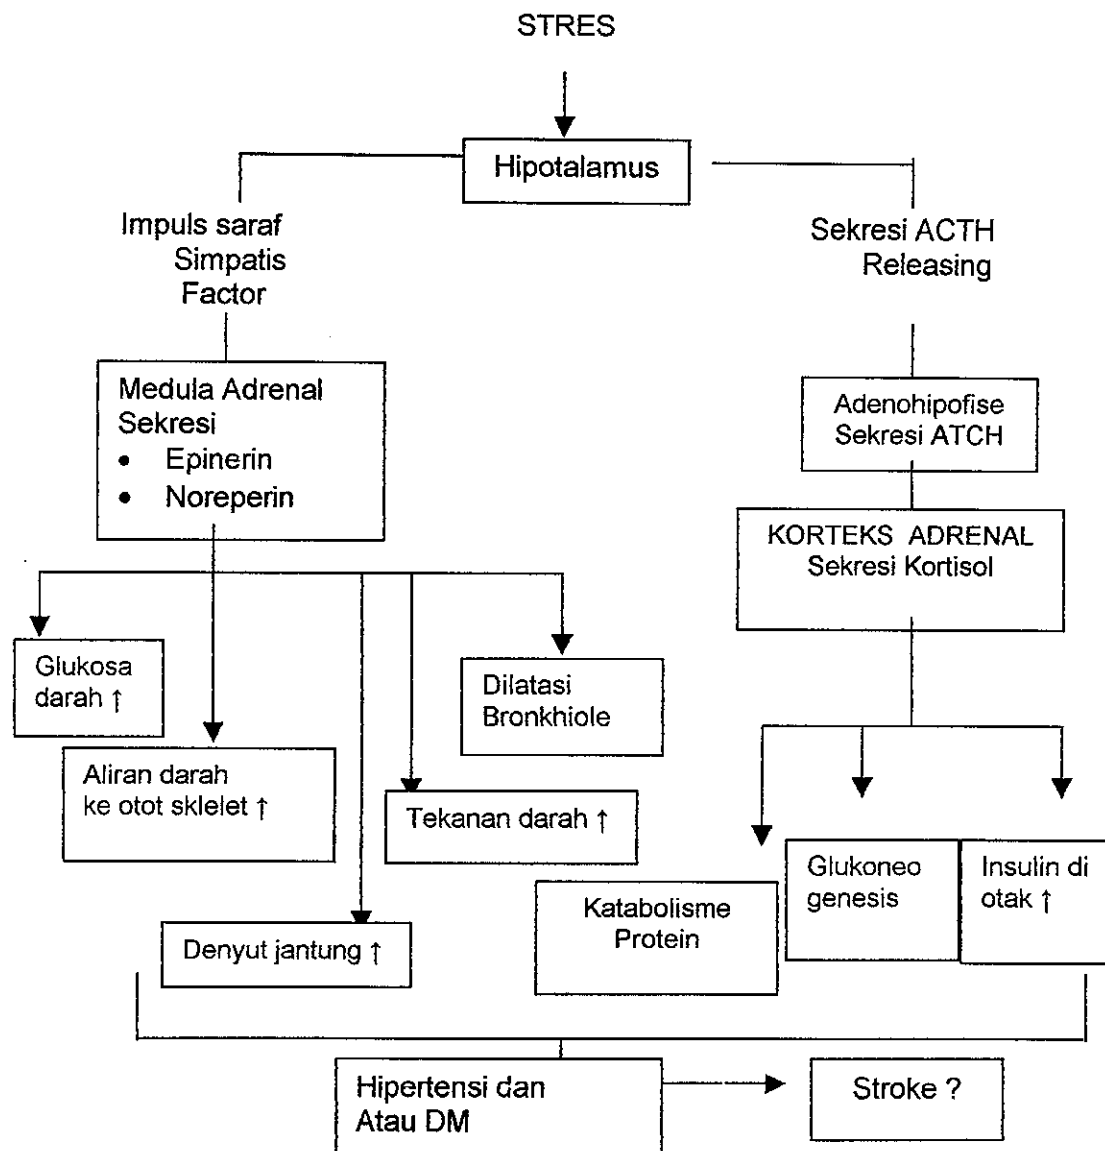 STRES
Hipotalamus
Impuls saraf
Simpatis
Factor
Sekresi ACTH
Releasing
Medula Adrenal
Sekresi
• Epinerin
• Noreperin
Adenohipofise
Sekresi ATCH
KORTEKS ADRENAL
Sekresi Kortisol
Glukosa
darah ↑
Dilatasi
Bronkhiole
Aliran darah
ke otot sklelet ↑
Tekanan darah ↑
Denyut jantung ↑
Katabolisme
Protein
Glukoneo
genesis
Insulin di
otak ↑
Hipertensi dan
Atau DM
Stroke ?